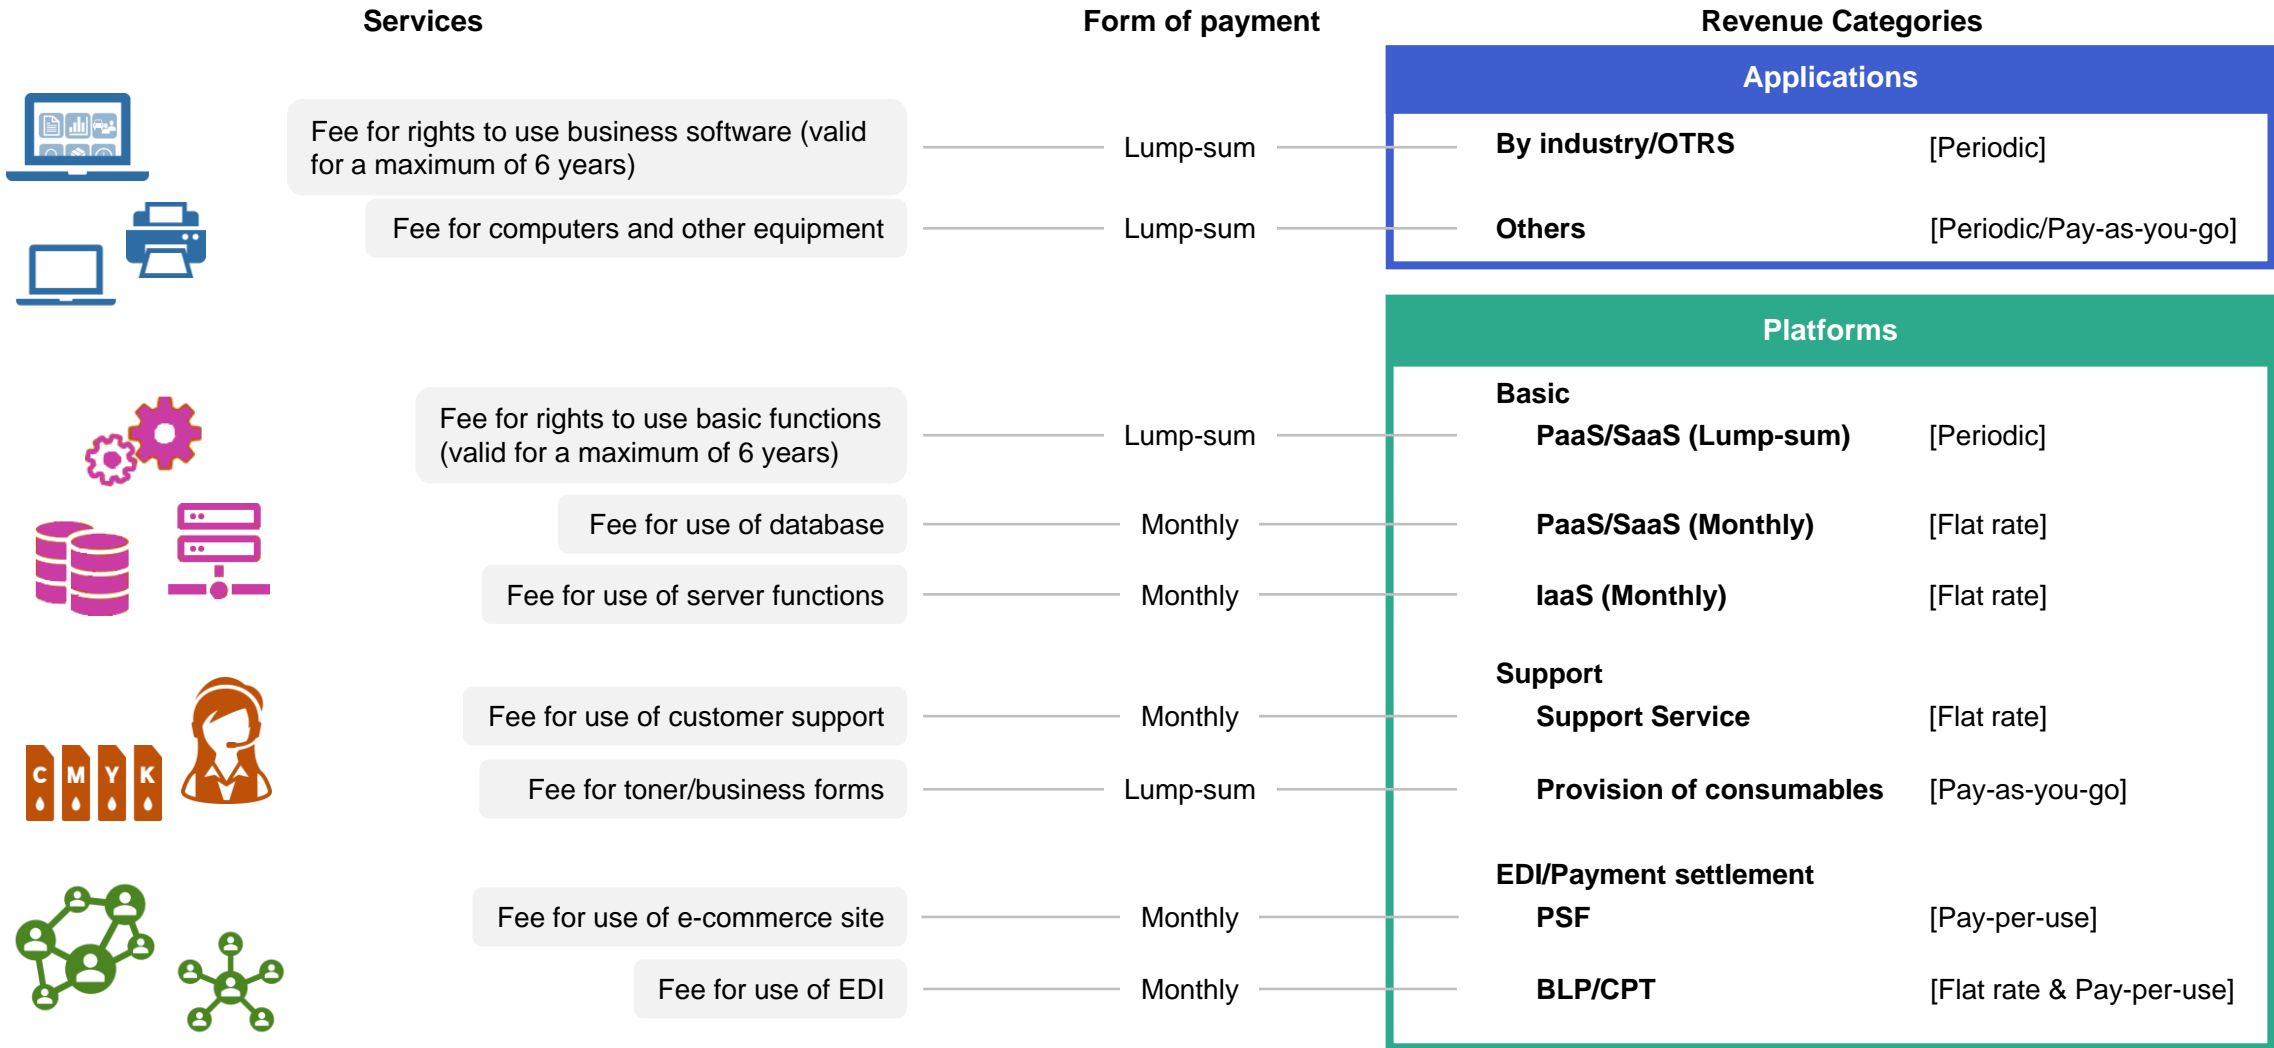 Services Form of payment Revenue Categories
Applications
Fee for rights to use business software (valid
for a maximum of 6 years)
Lump-sum
By industry/OTRS [Periodic]
Fee for computers and other equipment Lump-sum Others [Periodic/Pay-as-you-go]
Platforms
Basic
Fee for rights to use basic functions
(valid for a maximum of 6 years)
Lump-sum
PaaS/SaaS (Lump-sum) [Periodic]
Fee for use of database Monthly PaaS/SaaS (Monthly) [Flat rate]
Fee for use of server functions Monthly IaaS (Monthly) [Flat rate]
Support
Fee for use of customer support Monthly Support Service [Flat rate]
C M Y K
Fee for toner/business forms Lump-sum Provision of consumables [Pay-as-you-go]
EDI/Payment settlement
Fee for use of e-commerce site Monthly PSF [Pay-per-use]
Fee for use of EDI Monthly BLP/CPT [Flat rate & Pay-per-use]